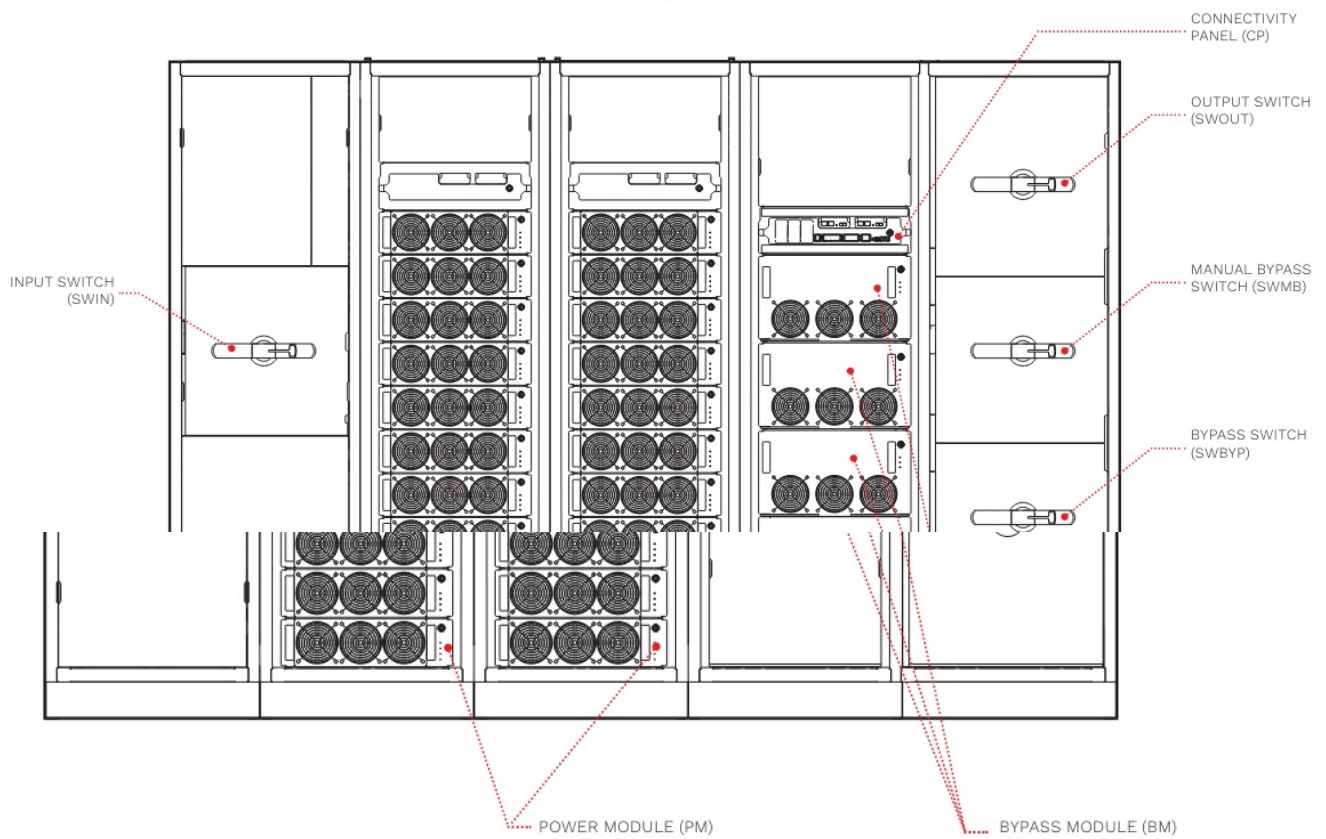 CONNECTIVITY
PANEL (CP)
OUTPUT SWITCH
(SWOUT)
INPUT SWITCH
(SWIN)
MANUAL BYPASS
SWITCH (SWMB)
BYPASS SWITCH
(SWBYP)
POWER MODULE (PM)
BYPASS MODULE (BM)